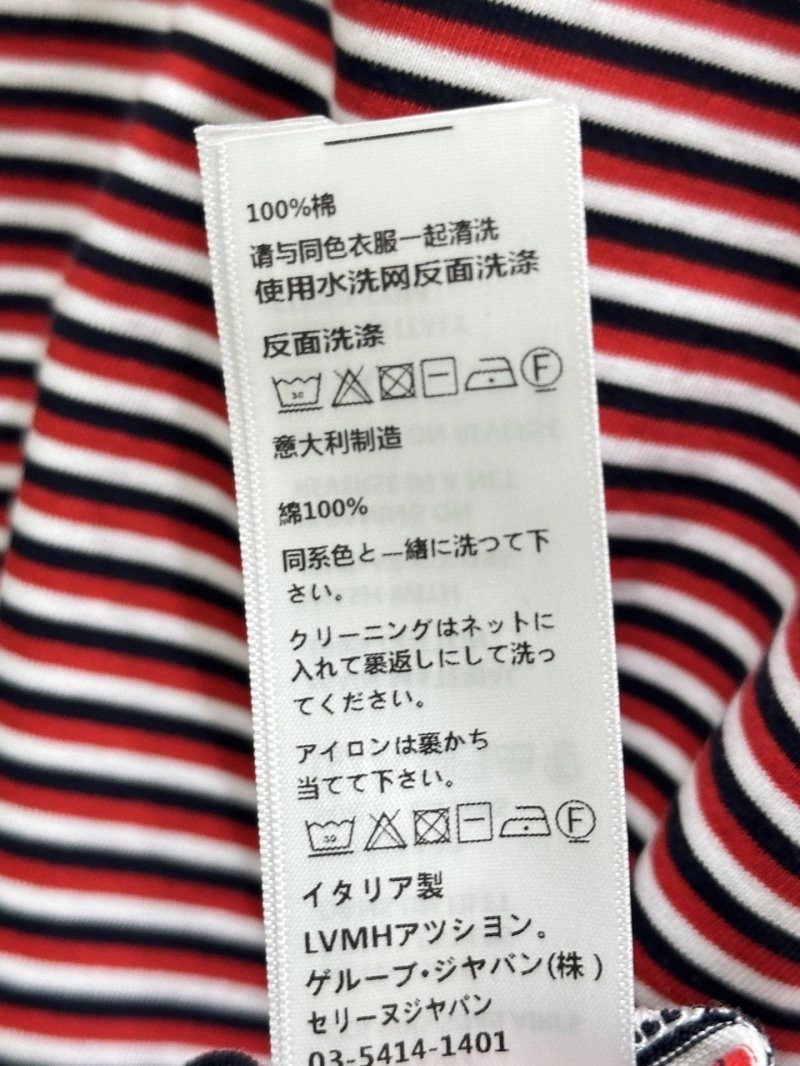 100%棉
请与同色衣服一起清洗
使用水洗网反面洗涤
反面洗涤
30
F
意大利制造
綿100%
同系色と一緒に洗つて下
さい。
クリーニングはネットに
入れて裏返しにして洗っ
てください。
アイロンは裏かち
当てて下さい。
30
F
イタリア製
LVMHアツシヨン。
ゲループ•ジヤバン(株)
セリーヌジヤパン
03-5414-1401